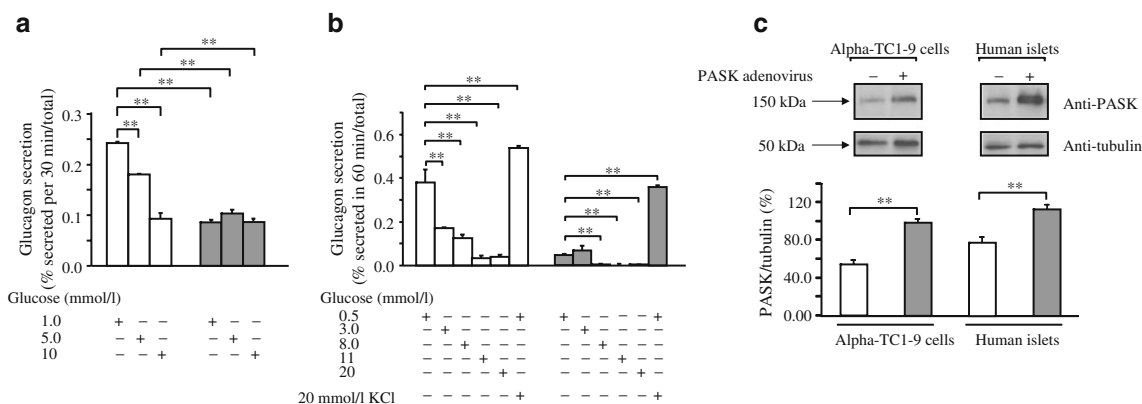 a
**
**
**
**
**
0.3
0.2
0.1
0.0
Glucagon secretion
(% secreted per 30 min/total)
Glucose (mmol/l)
1.0 + – – + – –
5.0 – + – – + –
10 – – + – – +
b
**
**
**
**
**
**
**
**
**
0.6
0.4
0.2
0.0
Glucagon secretion
(% secreted in 60 min/total)
Glucose
(mmol/l)
0.5 + – – – – + + – – – – +
3.0 – + – – – – – + – – – –
8.0 – – + – – – – – + – – –
11 – – – + – – – – – + – –
20 – – – – + – – – – – + –
20 mmol/l KCl – – – – – + – – – – – +
c
Alpha-TC1-9 cells Human islets
PASK adenovirus – + – +
150 kDa Anti-PASK
50 kDa Anti-tubulin
**
**
120.0
80.0
40.0
0.00
PASK/tubulin (%)
Alpha-TC1-9 cells Human islets